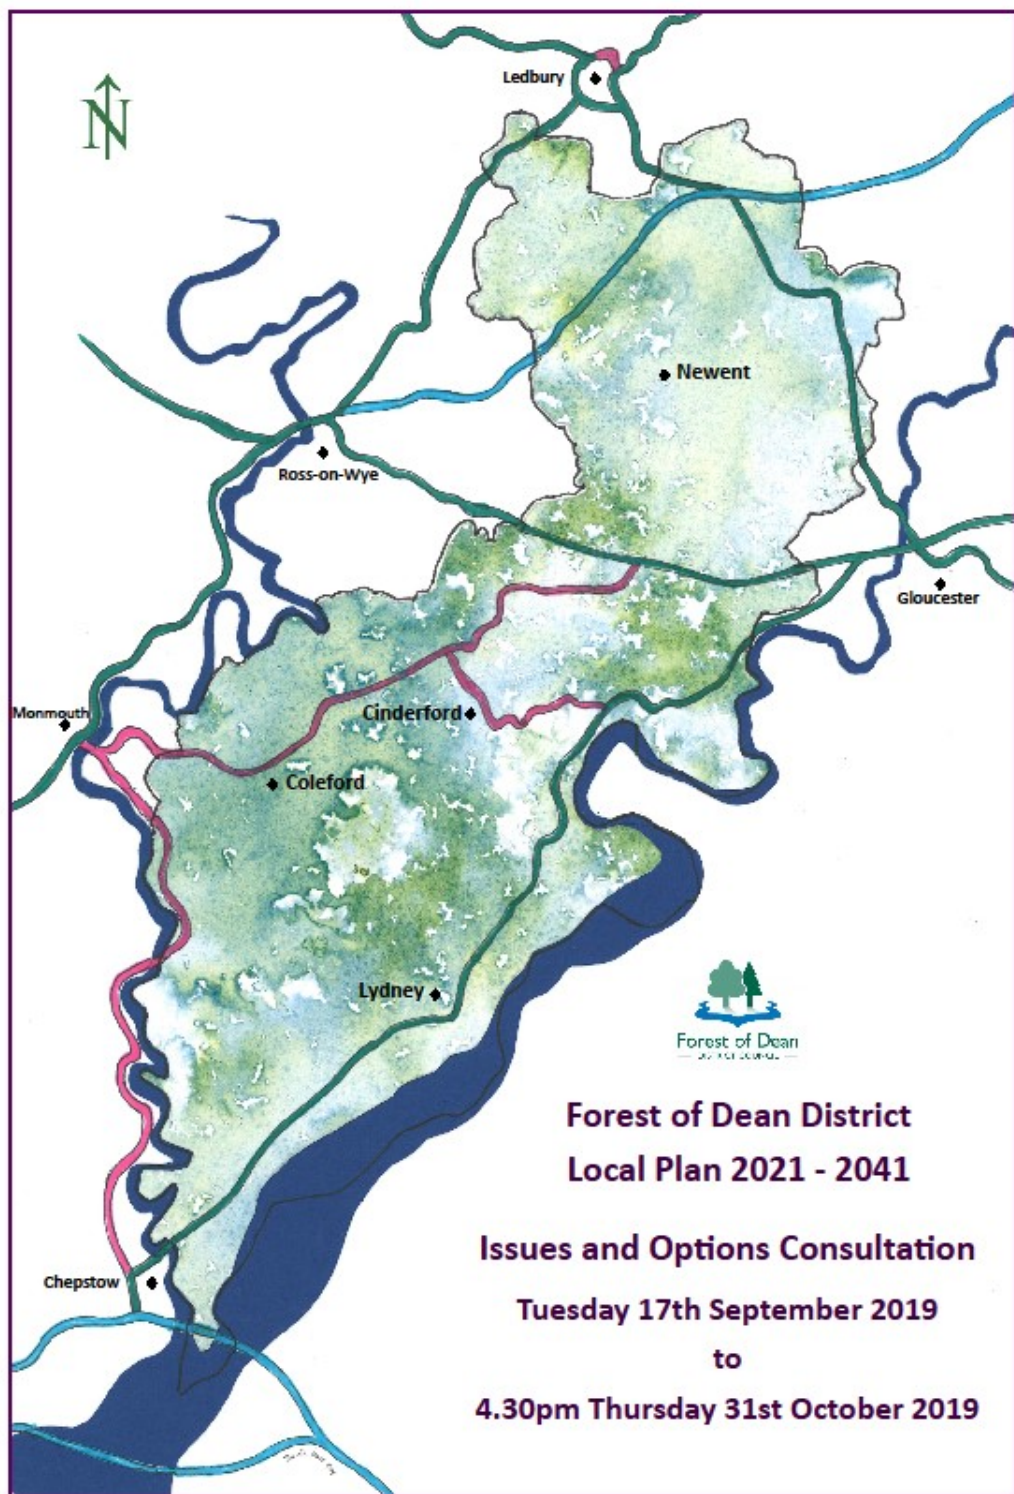 Ledbury
N
Newent
Ross-on-Wye
Gloucester
Monmouth
Cinderford
Coleford
Lydney
Forest of Dean
Forest of Dean District
Local Plan 2021 - 2041
Issues and Options Consultation
Chepstow
Tuesday 17th September 2019
to
4.30pm Thursday 31st October 2019